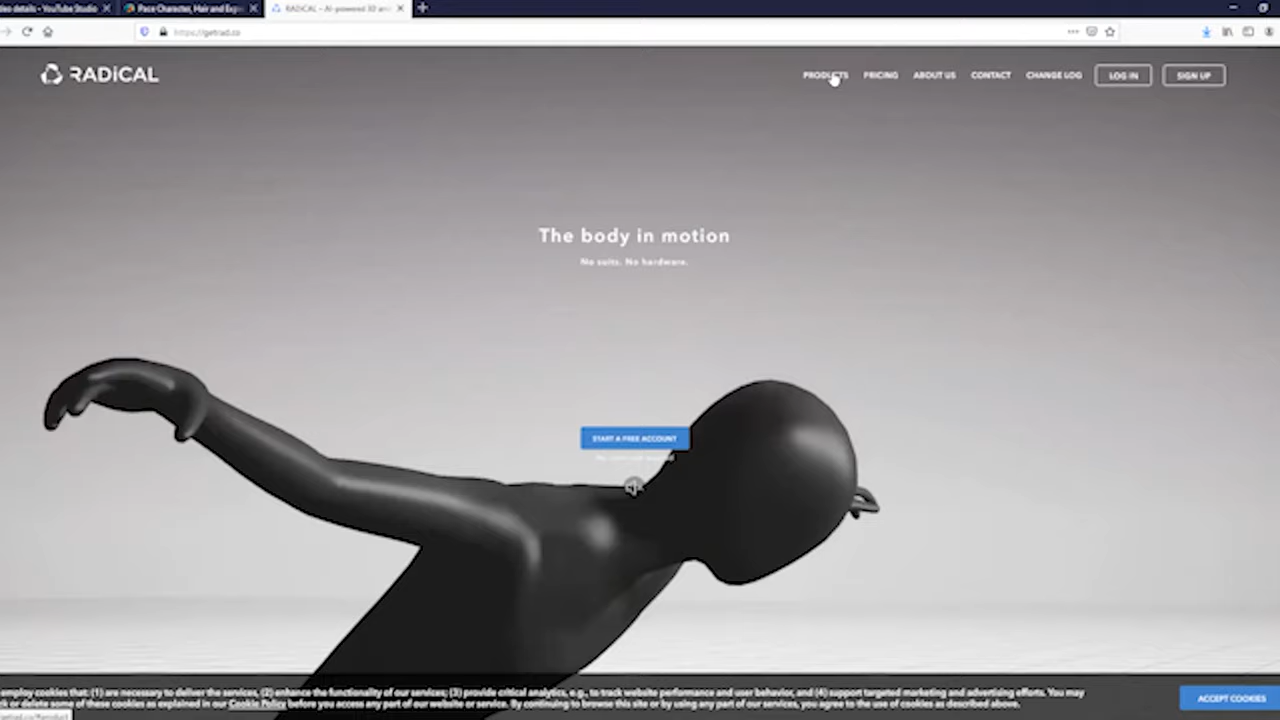 deo details - YouTube Studio
Pace Character, Hair and Exp
RADiCAL - AI-powered 3D an
https://getrad.co
RADiCAL
PRODUCTS PRICING ABOUT US CONTACT CHANGE LOG LOG IN SIGN UP
The body in motion
No suits. No hardware.
START A FREE ACCOUNT
employ cookies that: (1) are necessary to deliver the services, (2) enhance the functionality of our services; (3) provide critical analytics, e.g., to track website performance and user behavior, and (4) support targeted marketing and advertising efforts. You may
k or delete some of these cookies as explained in our Cookie Policy before you access any part of our website or service. By continuing to browse this site or by using any part of our services, you agree to the use of cookies as described above.
ACCEPT COOKIES